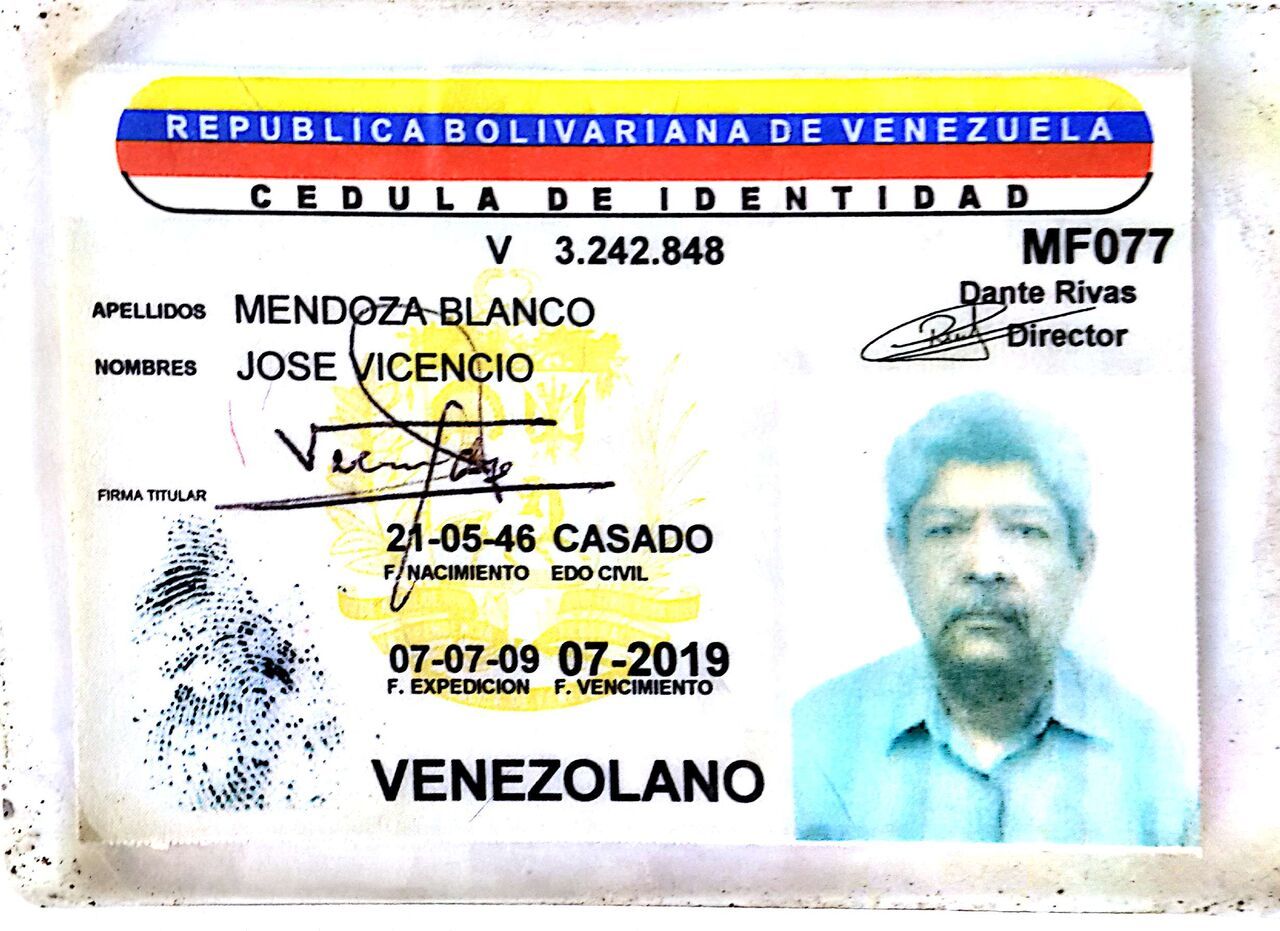 REPUBLICA BOLIVARIANA DE VENEZUELA
CEDULA DE IDENTIDAD
V 3.242.848 MF077
Dante Rivas
Director
APELLIDOS MENDOZA BLANCO
NOMBRES JOSE VICENCIO
FIRMA TITULAR
21-05-46 CASADO
F. NACIMIENTO EDO CIVIL
07-07-09 07-2019
F. EXPEDICION F. VENCIMIENTO
VENEZOLANO